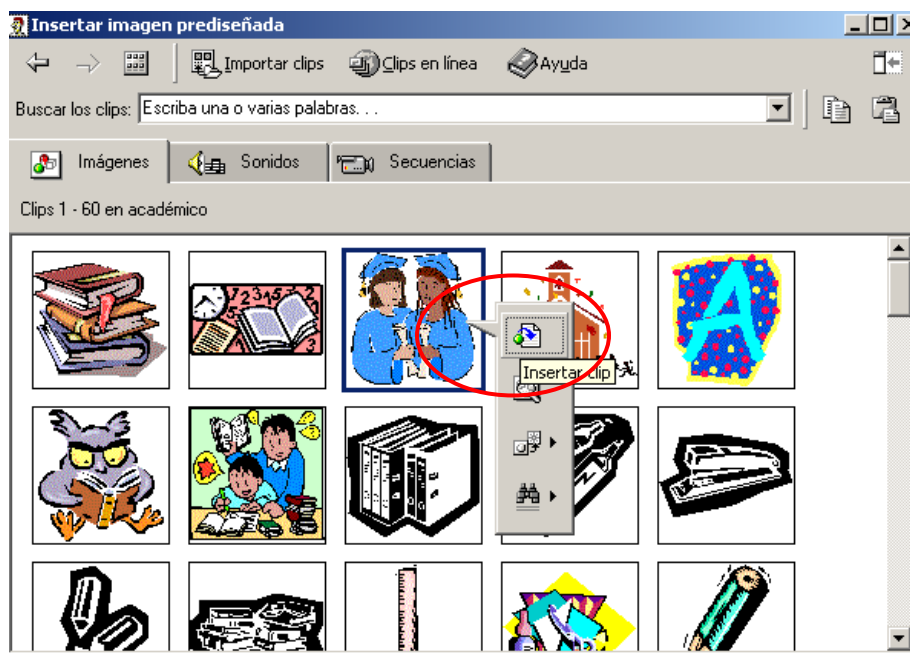 Insertar imagen prediseñada
Importar clips Clips en línea Ayuda
Buscar los clips: Escriba una o varias palabras. . .
Imágenes Sonidos Secuencias
Clips 1 - 60 en académico
12345
A
Insertar clip